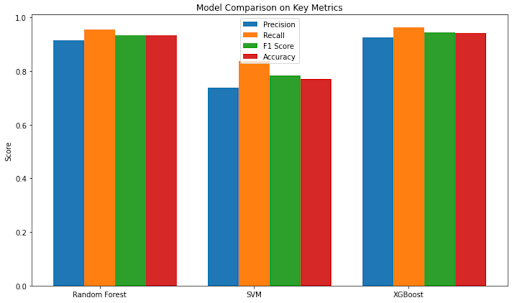 Model Comparison on Key Metrics
1.0
0.8
0.6
0.4
0.2
0.0
Score
Precision
Recall
F1 Score
Accuracy
Random Forest
SVM
XGBoost